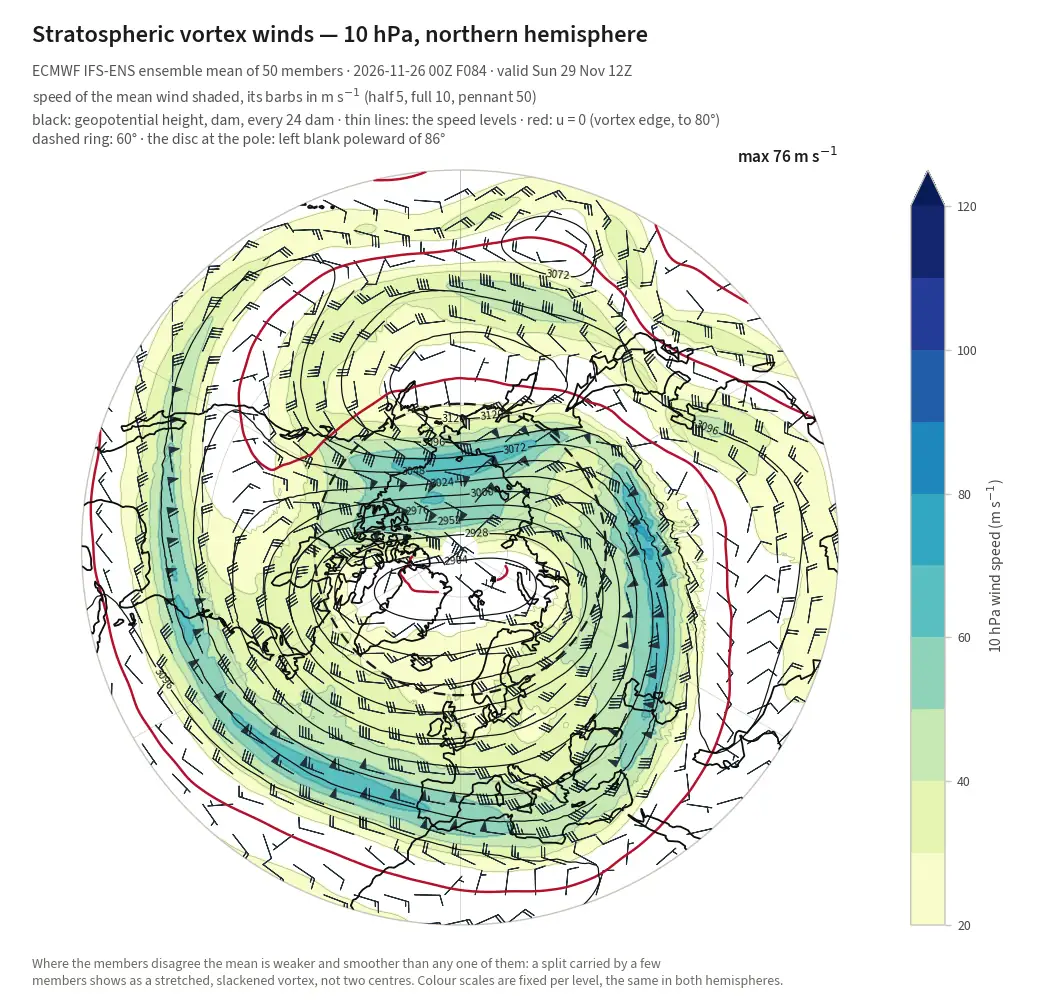 Stratospheric vortex winds — 10 hPa, northern hemisphere
ECMWF IFS-ENS ensemble mean of 50 members · 2026-11-26 00Z F084 · valid Sun 29 Nov 12Z
speed of the mean wind shaded, its barbs in m s⁻¹ (half 5, full 10, pennant 50)
black: geopotential height, dam, every 24 dam · thin lines: the speed levels · red: u = 0 (vortex edge, to 80°)
dashed ring: 60° · the disc at the pole: left blank poleward of 86°
max 76 m s⁻¹
120
100
80
60
40
20
10 hPa wind speed (m s⁻¹)
3072
3096
3120
3072
3048
3024
3000
2976
2952
2928
3096
Where the members disagree the mean is weaker and smoother than any one of them: a split carried by a few
members shows as a stretched, slackened vortex, not two centres. Colour scales are fixed per level, the same in both hemispheres.